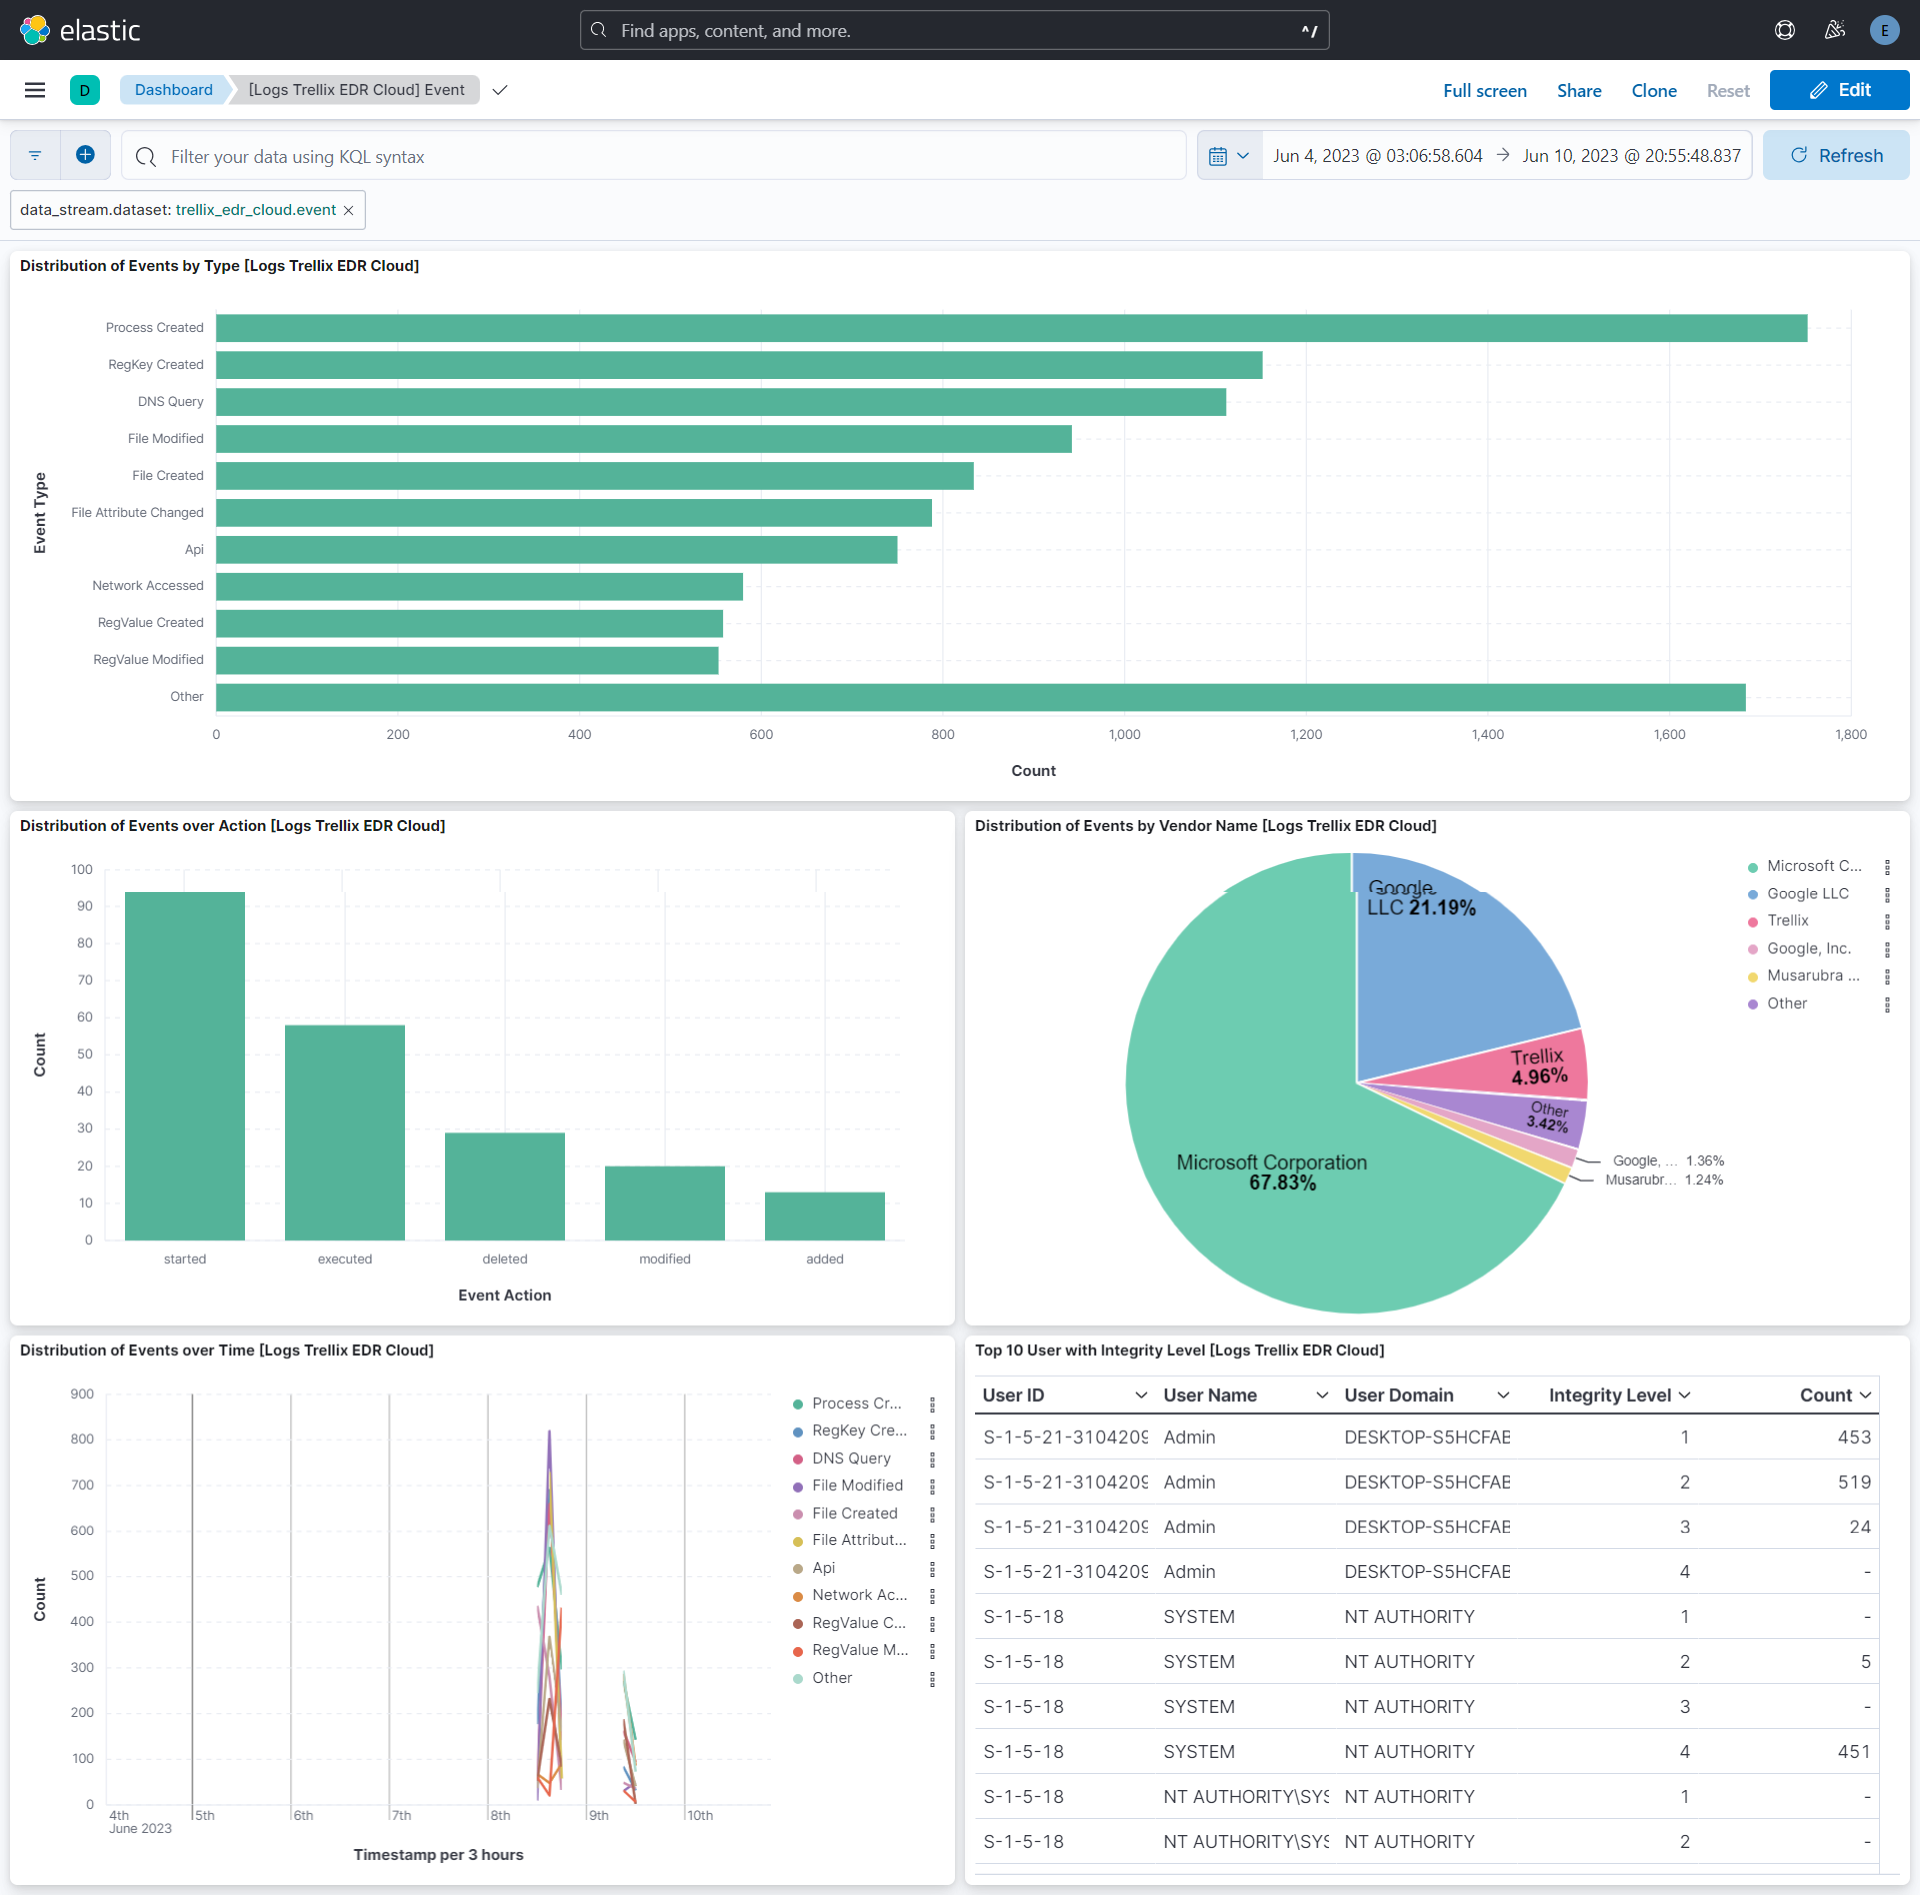 elastic
Find apps, content, and more.
^/
E
D
Dashboard
[Logs Trellix EDR Cloud] Event
Full screen
Share
Clone
Reset
Edit
Filter your data using KQL syntax
Jun 4, 2023 @ 03:06:58.604 → Jun 10, 2023 @ 20:55:48.837
Refresh
data_stream.dataset: trellix_edr_cloud.event ×
Distribution of Events by Type [Logs Trellix EDR Cloud]
Event Type
Process Created
RegKey Created
DNS Query
File Modified
File Created
File Attribute Changed
Api
Network Accessed
RegValue Created
RegValue Modified
Other
0 200 400 600 800 1,000 1,200 1,400 1,600 1,800
Count
Distribution of Events over Action [Logs Trellix EDR Cloud]
Count
100
90
80
70
60
50
40
30
20
10
0
started executed deleted modified added
Event Action
Distribution of Events by Vendor Name [Logs Trellix EDR Cloud]
Google
LLC 21.19%
Trellix
4.96%
Other
3.42%
Google, ... 1.36%
Musarubr... 1.24%
Microsoft Corporation
67.83%
Microsoft C...
Google LLC
Trellix
Google, Inc.
Musarubra ...
Other
Distribution of Events over Time [Logs Trellix EDR Cloud]
Count
900
800
700
600
500
400
300
200
100
0
4th 5th 6th 7th 8th 9th 10th
June 2023
Timestamp per 3 hours
Process Cr...
RegKey Cre...
DNS Query
File Modified
File Created
File Attribut...
Api
Network Ac...
RegValue C...
RegValue M...
Other
Top 10 User with Integrity Level [Logs Trellix EDR Cloud]
User ID User Name User Domain Integrity Level Count
S-1-5-21-3104209 Admin DESKTOP-S5HCFAB 1 453
S-1-5-21-3104209 Admin DESKTOP-S5HCFAB 2 519
S-1-5-21-3104209 Admin DESKTOP-S5HCFAB 3 24
S-1-5-21-3104209 Admin DESKTOP-S5HCFAB 4 -
S-1-5-18 SYSTEM NT AUTHORITY 1 -
S-1-5-18 SYSTEM NT AUTHORITY 2 5
S-1-5-18 SYSTEM NT AUTHORITY 3 -
S-1-5-18 SYSTEM NT AUTHORITY 4 451
S-1-5-18 NT AUTHORITY\SYS NT AUTHORITY 1 -
S-1-5-18 NT AUTHORITY\SYS NT AUTHORITY 2 -